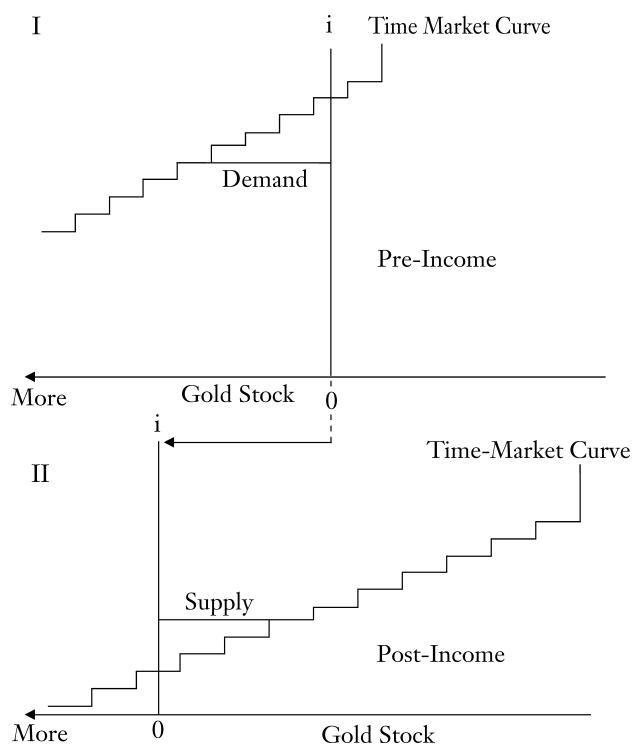 I
i
Time Market Curve
Demand
Pre-Income
More
Gold Stock
0
i
Time-Market Curve
II
Supply
Post-Income
More
0
Gold Stock